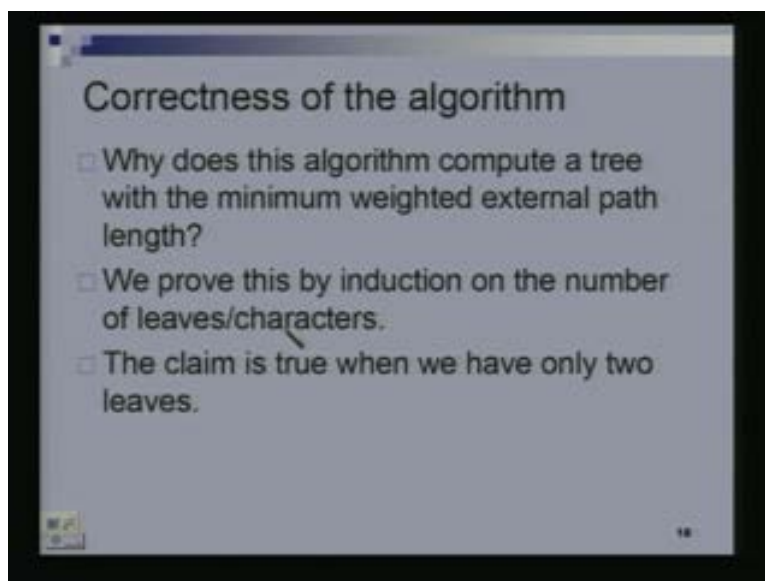 Correctness of the algorithm
Why does this algorithm compute a tree
with the minimum weighted external path
length?
We prove this by induction on the number
of leaves/characters.
The claim is true when we have only two
leaves.